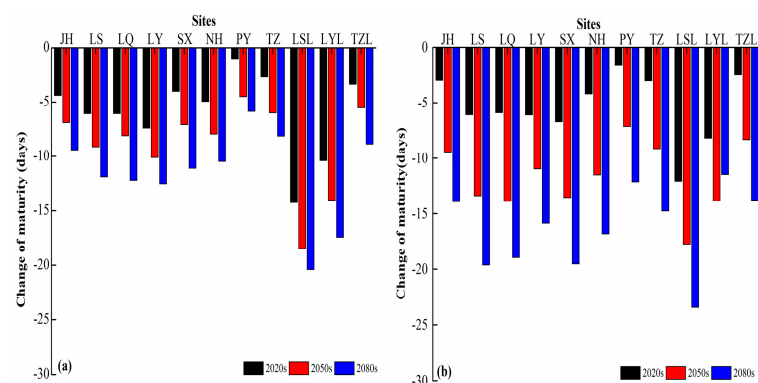 Sites
JH LS LQ LY SX NH PY TZ LSL LYL TZL
0
-5
-10
-15
-20
-25
-30
Change of maturity (days)
(a)
2020s 2050s 2080s
Sites
JH LS LQ LY SX NH PY TZ LSL LYL TZL
0
-5
-10
-15
-20
-25
-30
Change of maturity(days)
(b)
2020s 2050s 2080s